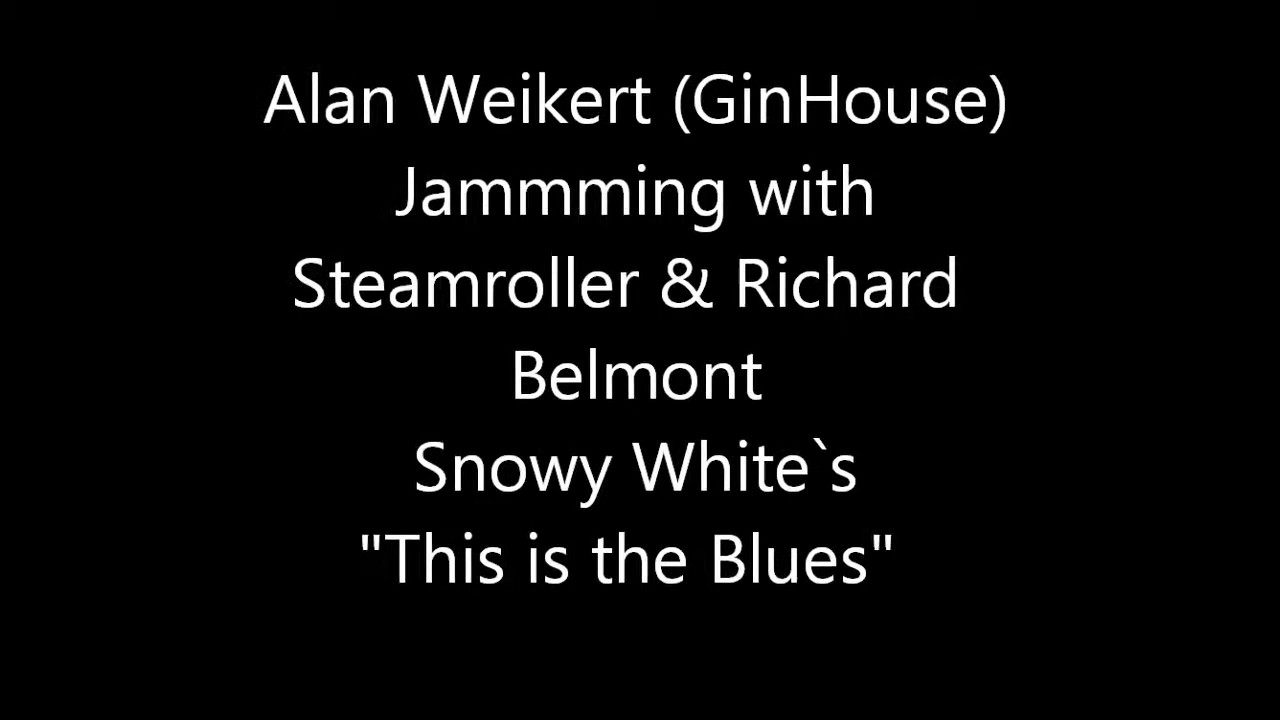 Alan Weikert (GinHouse)
Jammming with
Steamroller & Richard
Belmont
Snowy White`s
"This is the Blues"